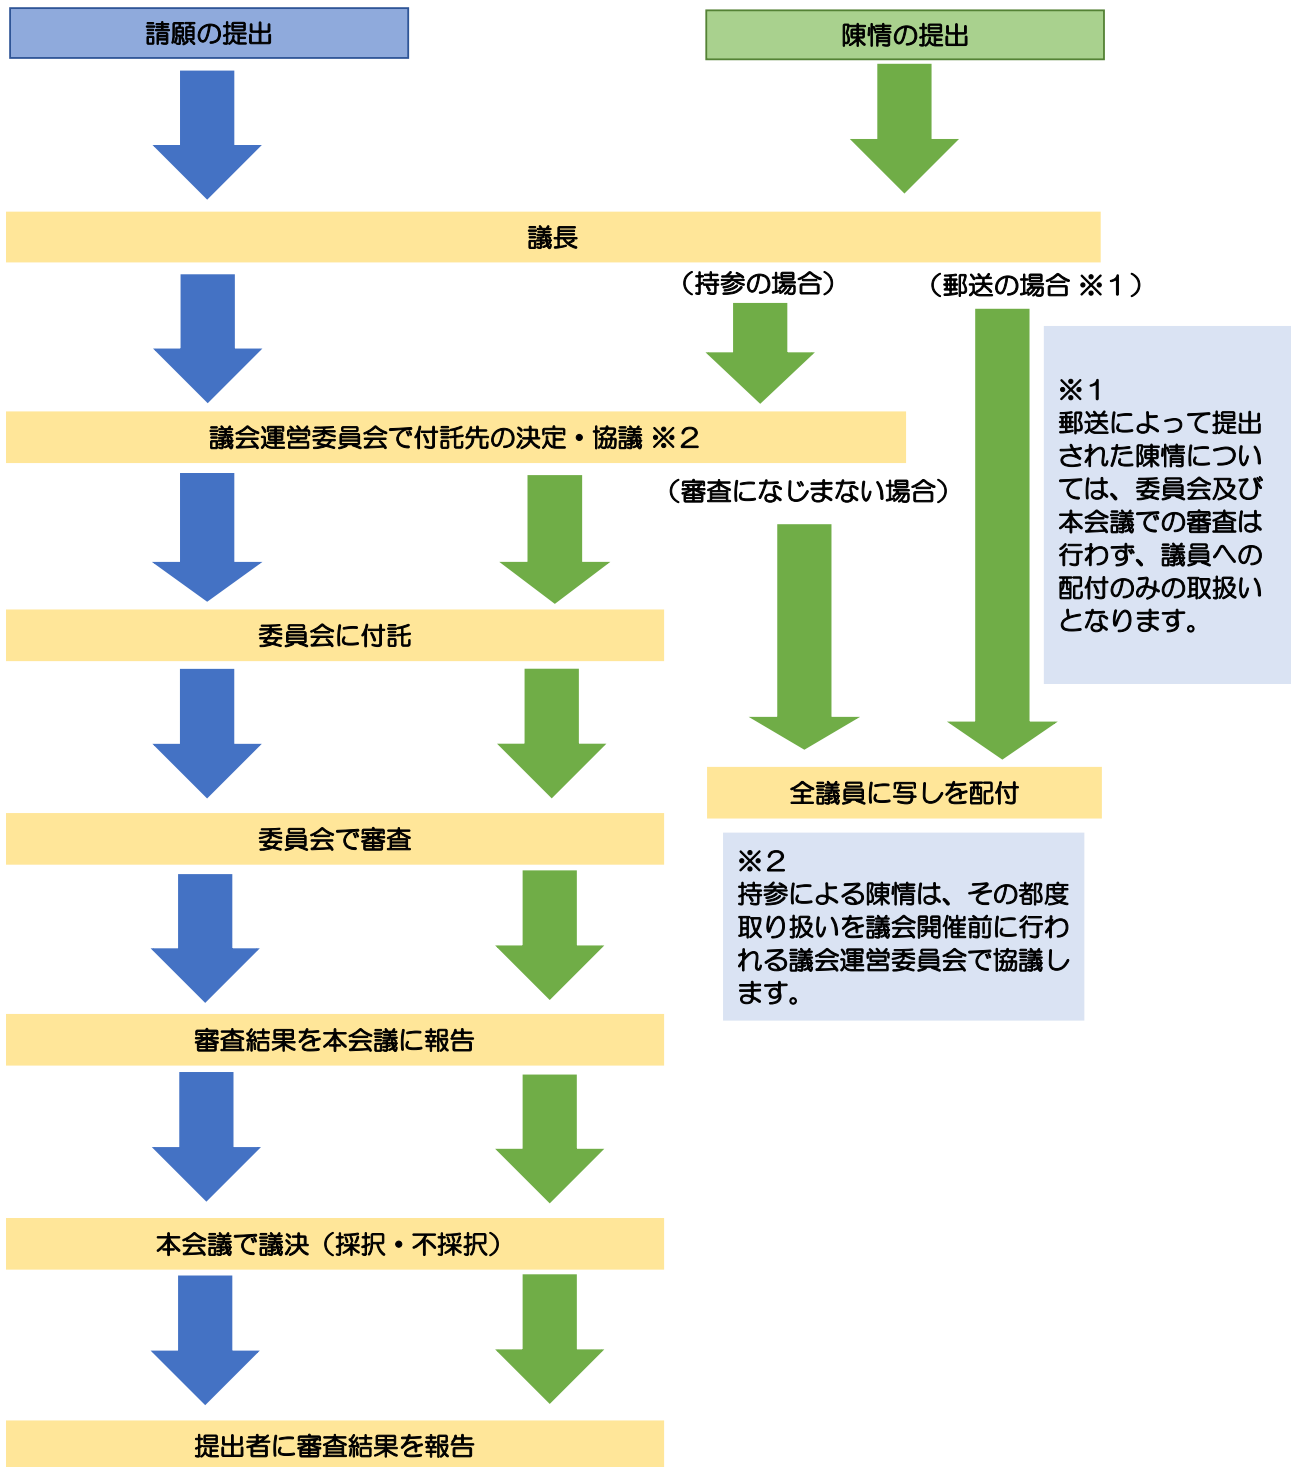 請願の提出
陳情の提出
議長
（持参の場合）
（郵送の場合 ※１）
※１
郵送によって提出
された陳情につい
ては、委員会及び
本会議での審査は
行わず、議員への
配付のみの取扱い
となります。
議会運営委員会で付託先の決定・協議 ※２
（審査になじまない場合）
委員会に付託
全議員に写しを配付
委員会で審査
※２
持参による陳情は、その都度
取り扱いを議会開催前に行わ
れる議会運営委員会で協議し
ます。
審査結果を本会議に報告
本会議で議決（採択・不採択）
提出者に審査結果を報告